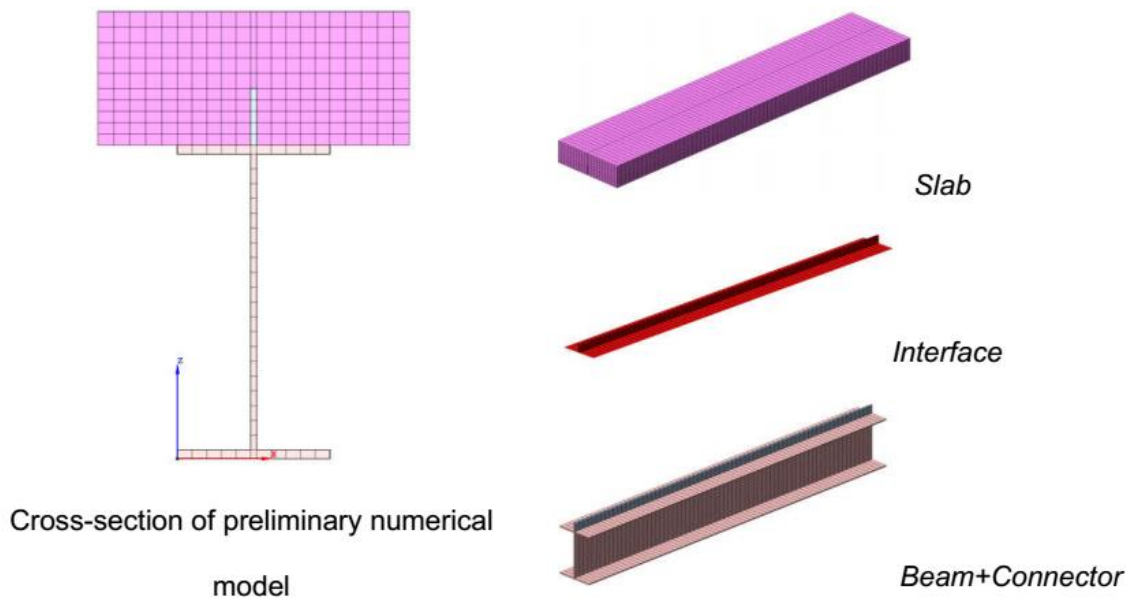 z
x
Cross-section of preliminary numerical
model
Slab
Interface
Beam+Connector